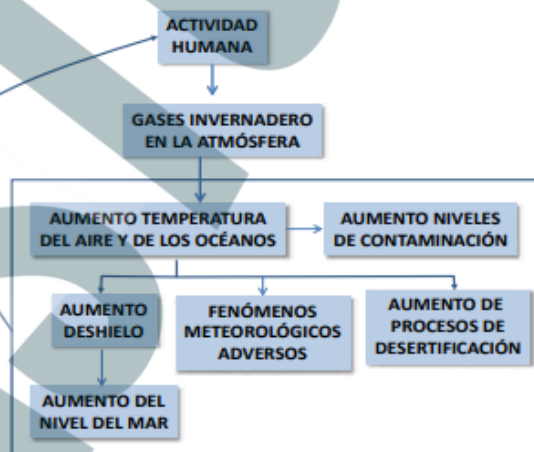 ACTIVIDAD
HUMANA
GASES INVERNADERO
EN LA ATMÓSFERA
AUMENTO TEMPERATURA
DEL AIRE Y DE LOS OCÉANOS
AUMENTO NIVELES
DE CONTAMINACIÓN
AUMENTO
DESHIELO
FENÓMENOS
METEOROLÓGICOS
ADVERSOS
AUMENTO DE
PROCESOS DE
DESERTIFICACIÓN
AUMENTO DEL
NIVEL DEL MAR